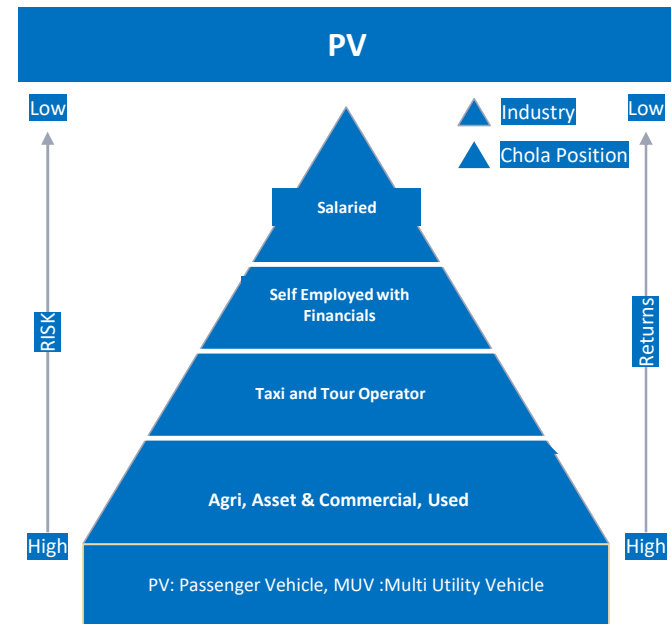 PV
Low
Low
Industry
Chola Position
Salaried
Self Employed with
Financials
RISK
Returns
Taxi and Tour Operator
Agri, Asset & Commercial, Used
High
High
PV: Passenger Vehicle, MUV :Multi Utility Vehicle